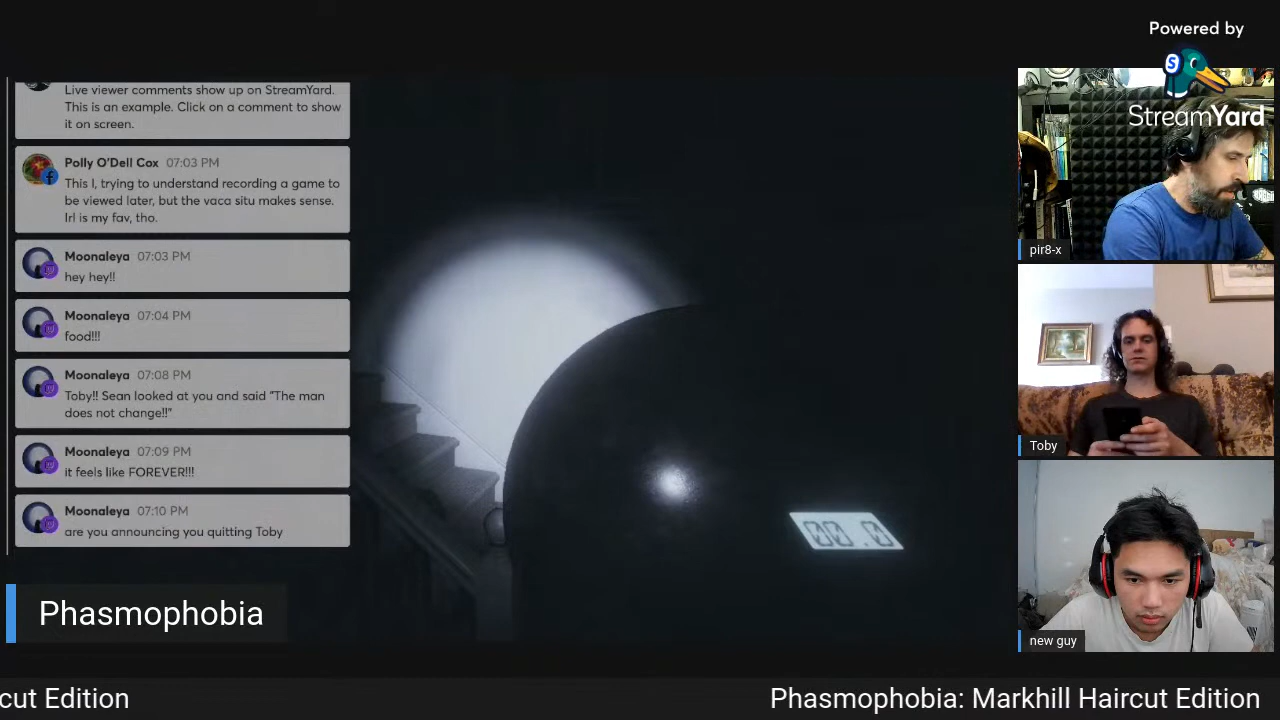 Powered by
StreamYard
Live viewer comments show up on StreamYard.
This is an example. Click on a comment to show
it on screen.
Polly O'Dell Cox 07:03 PM
This I, trying to understand recording a game to
be viewed later, but the vaca situ makes sense.
Irl is my fav, tho.
Moonaleya 07:03 PM
hey hey!!
Moonaleya 07:04 PM
food!!!
Moonaleya 07:08 PM
Toby!! Sean looked at you and said "The man
does not change!!"
Moonaleya 07:09 PM
it feels like FOREVER!!!
Moonaleya 07:10 PM
are you announcing you quitting Toby
00.0
pir8-x
Toby
new guy
Phasmophobia
cut Edition
Phasmophobia: Markhill Haircut Edition